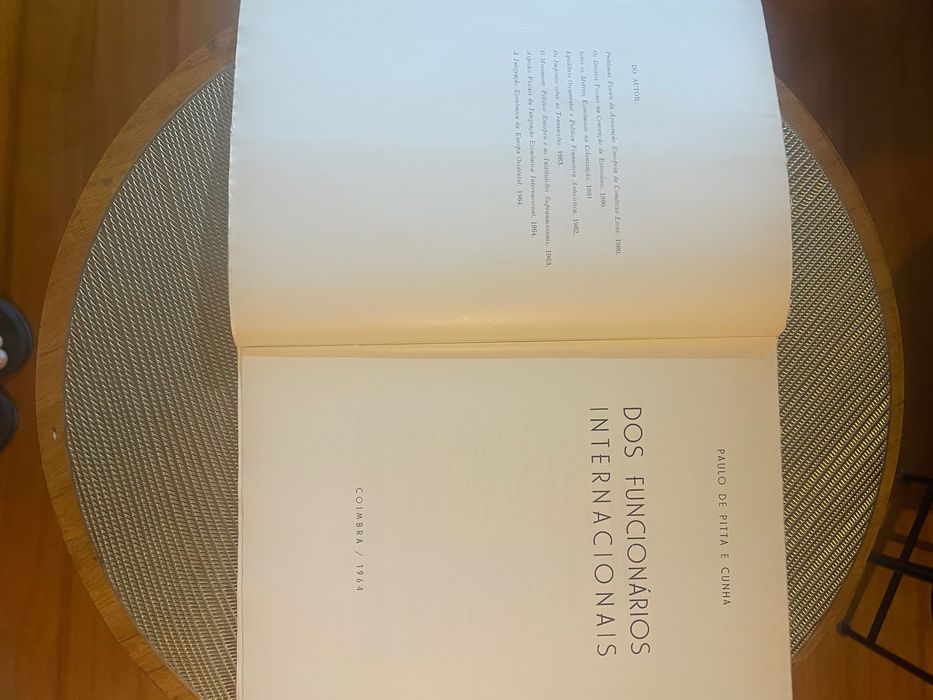 DO AUTOR:
Problemas Fiscais da Associação Europeia de Comércio Livre, 1960.
Os Direitos Fiscais na Convenção de Estocolmo, 1960
Sobre os Móveis Económicos na Colonização, 1961
Equilíbrio Orçamental e Política Financeira Anticíclica, 1962.
Os Impostos sobre as Transacções, 1963.
O Movimento Político Europeu e as Instituições Supranacionais, 1963.
Aspectos Fiscais da Integração Económica Internacional, 1964.
A Integração Económica da Europa Ocidental, 1964.
PAULO DE PITTA E CUNHA
DOS FUNCIONÁRIOS
INTERNACIONAIS
COIMBRA / 1964